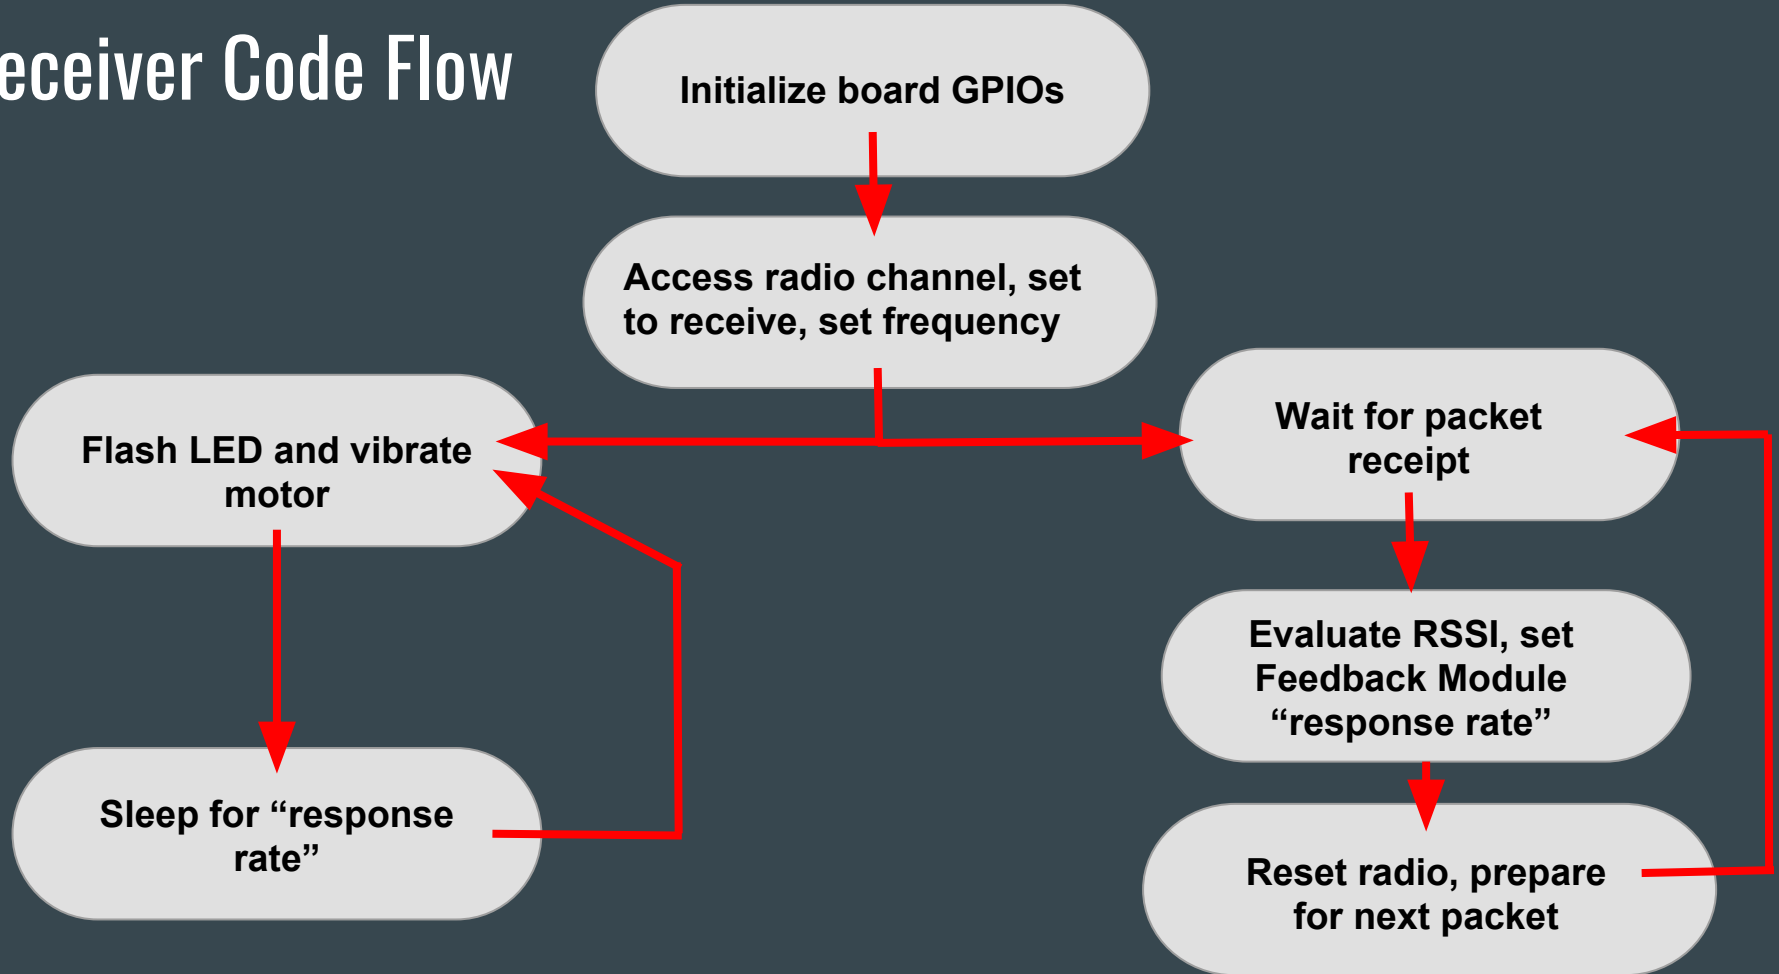 eceiver Code Flow
Initialize board GPIOs
Access radio channel, set
to receive, set frequency
Flash LED and vibrate
motor
Wait for packet
receipt
Evaluate RSSI, set
Feedback Module
“response rate”
Sleep for “response
rate”
Reset radio, prepare
for next packet